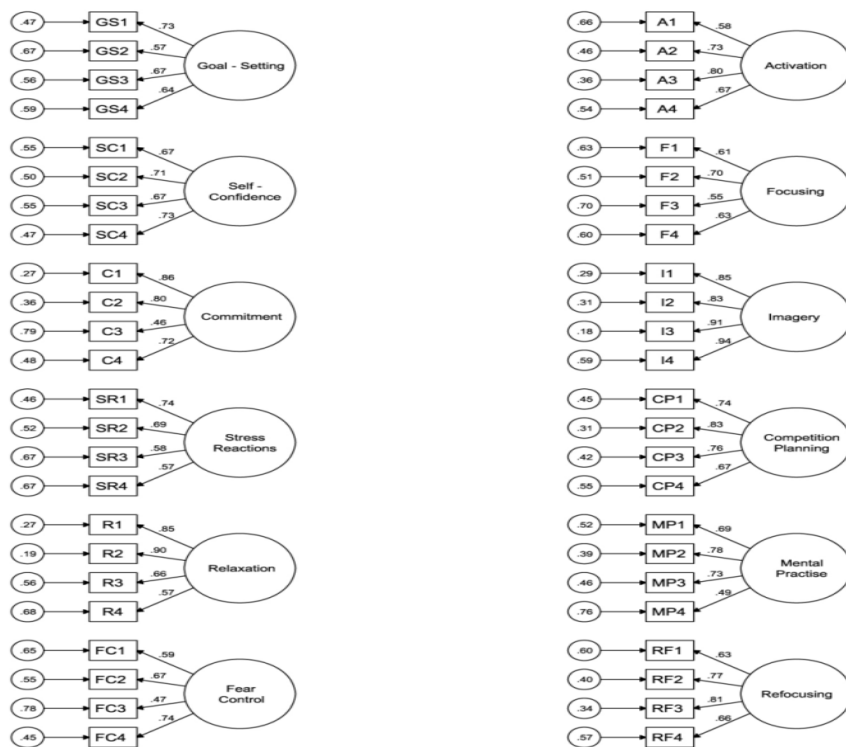 .47 GS1 .73
.67 GS2 .57
.56 GS3 .67
.59 GS4 .64
Goal - Setting
.55 SC1 .67
.50 SC2 .71
.55 SC3 .67
.47 SC4 .73
Self -
Confidence
.27 C1 .86
.36 C2 .80
.79 C3 .46
.48 C4 .72
Commitment
.46 SR1 .74
.52 SR2 .69
.67 SR3 .58
.67 SR4 .57
Stress
Reactions
.27 R1 .85
.19 R2 .90
.56 R3 .66
.68 R4 .57
Relaxation
.65 FC1 .59
.55 FC2 .67
.78 FC3 .47
.45 FC4 .74
Fear
Control
.66 A1 .58
.46 A2 .73
.36 A3 .80
.54 A4 .67
Activation
.63 F1 .61
.51 F2 .70
.70 F3 .55
.60 F4 .63
Focusing
.29 I1 .85
.31 I2 .83
.18 I3 .91
.59 I4 .94
Imagery
.45 CP1 .74
.31 CP2 .83
.42 CP3 .76
.55 CP4 .67
Competition
Planning
.52 MP1 .69
.39 MP2 .78
.46 MP3 .73
.76 MP4 .49
Mental
Practise
.60 RF1 .63
.40 RF2 .77
.34 RF3 .81
.57 RF4 .66
Refocusing